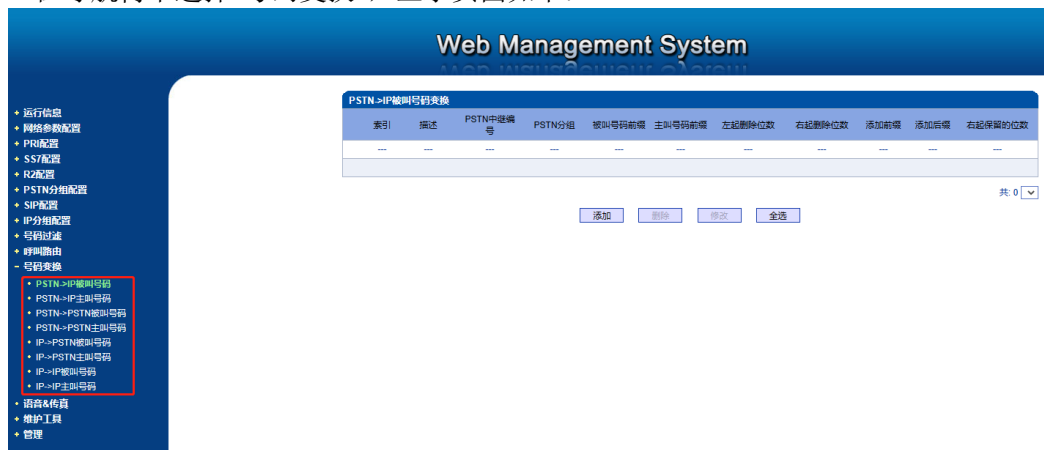 Web Management System
+ 运行信息
+ 网络参数配置
+ PRI配置
+ SS7配置
+ R2配置
+ PSTN分组配置
+ SIP配置
+ IP分组配置
+ 号码过滤
+ 呼叫路由
- 号码变换
• PSTN->IP被叫号码
• PSTN->IP主叫号码
• PSTN->PSTN被叫号码
• PSTN->PSTN主叫号码
• IP->PSTN被叫号码
• IP->PSTN主叫号码
• IP->IP被叫号码
• IP->IP主叫号码
• 语音&传真
+ 维护工具
+ 管理
PSTN->IP被叫号码变换
索引 描述 PSTN中继编号 PSTN分组 被叫号码前缀 主叫号码前缀 左起删除位数 右起删除位数 添加前缀 添加后缀 右起保留的位数
--- --- --- --- --- --- --- --- --- --- ---
共: 0
添加 删除 修改 全选